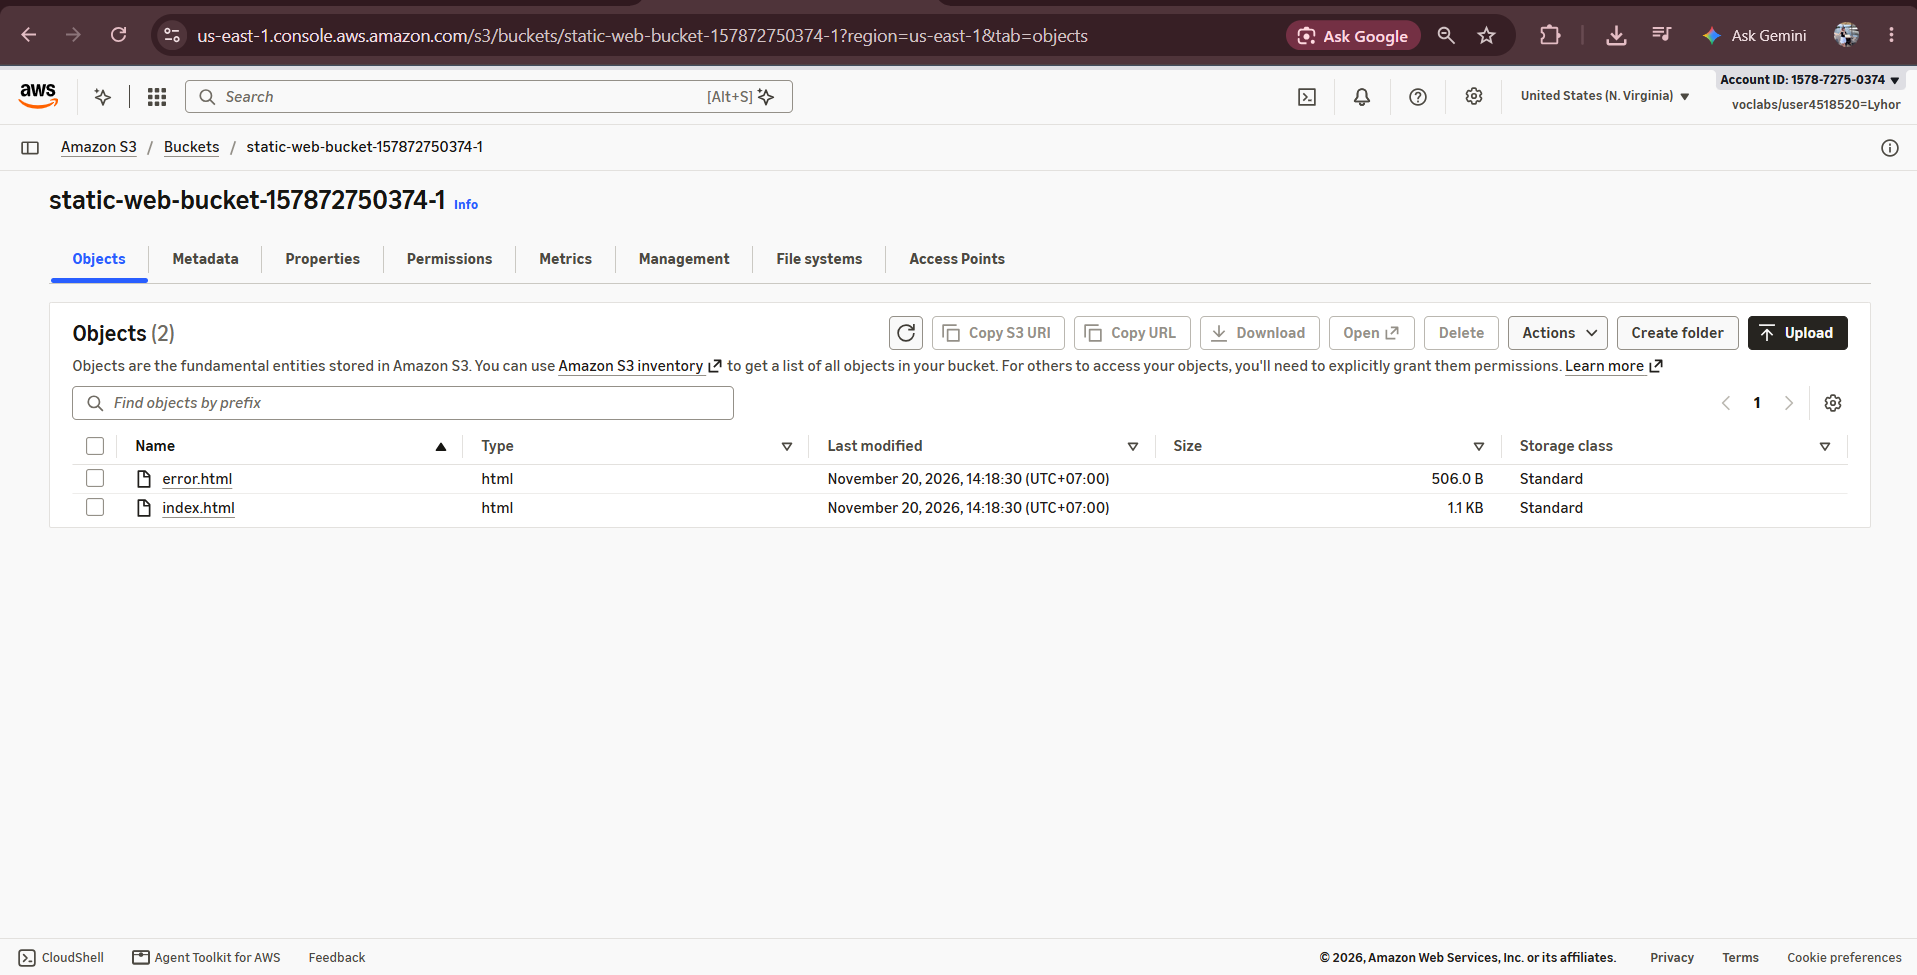 us-east-1.console.aws.amazon.com/s3/buckets/static-web-bucket-157872750374-1?region=us-east-1&tab=objects
Ask Google
Ask Gemini
aws
Search
[Alt+S]
United States (N. Virginia)
Account ID: 1578-7275-0374
voclabs/user4518520=Lyhor
Amazon S3 / Buckets / static-web-bucket-157872750374-1
static-web-bucket-157872750374-1 Info
Objects Metadata Properties Permissions Metrics Management File systems Access Points
Objects (2)
Copy S3 URI Copy URL Download Open Delete Actions Create folder Upload
Objects are the fundamental entities stored in Amazon S3. You can use Amazon S3 inventory to get a list of all objects in your bucket. For others to access your objects, you'll need to explicitly grant them permissions. Learn more
Find objects by prefix
1
Name Type Last modified Size Storage class
error.html html November 20, 2026, 14:18:30 (UTC+07:00) 506.0 B Standard
index.html html November 20, 2026, 14:18:30 (UTC+07:00) 1.1 KB Standard
CloudShell Agent Toolkit for AWS Feedback © 2026, Amazon Web Services, Inc. or its affiliates. Privacy Terms Cookie preferences